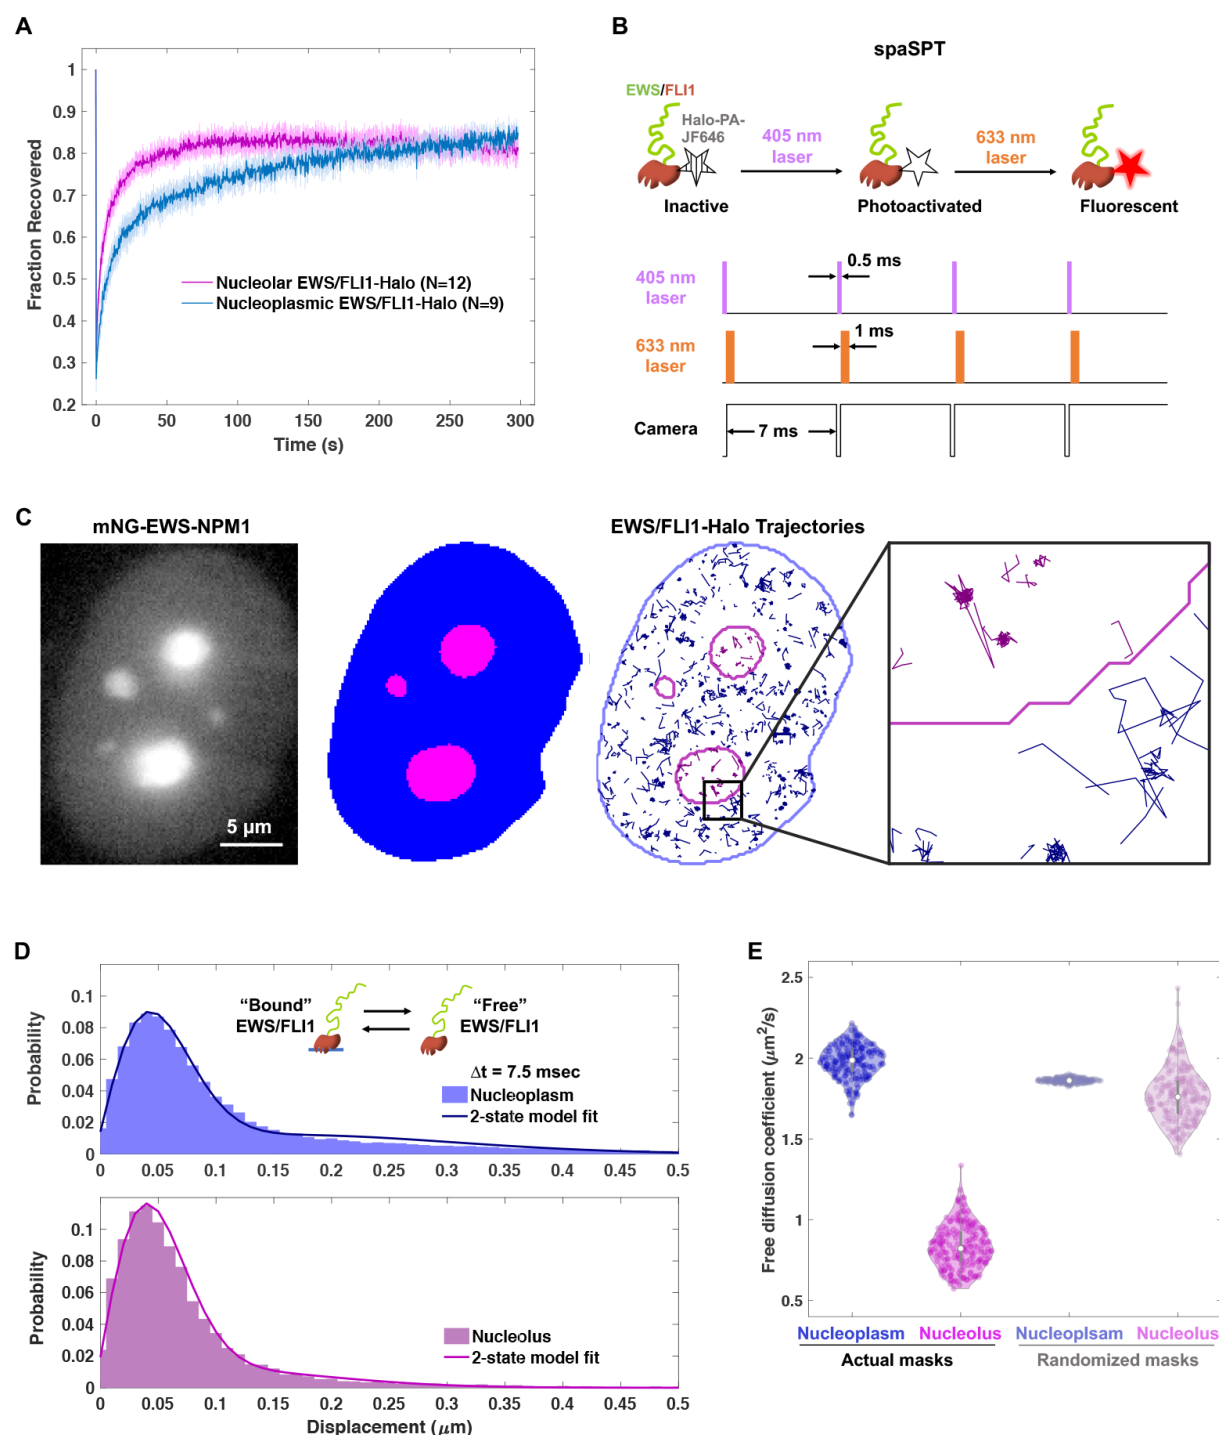 A
1
0.9
0.8
0.7
0.6
0.5
0.4
0.3
0.2
Fraction Recovered
Nucleolar EWS/FLI1-Halo (N=12)
Nucleoplasmic EWS/FLI1-Halo (N=9)
0 50 100 150 200 250 300
Time (s)
B
spaSPT
EWS/FLI1
Halo-PA-
JF646
405 nm
laser
633 nm
laser
Inactive
Photoactivated
Fluorescent
405 nm
laser
0.5 ms
633 nm
laser
1 ms
Camera
7 ms
C
mNG-EWS-NPM1
5 μm
EWS/FLI1-Halo Trajectories
D
0.1
0.08
0.06
0.04
0.02
0
Probability
"Bound"
EWS/FLI1
"Free"
EWS/FLI1
Δt = 7.5 msec
Nucleoplasm
2-state model fit
0 0.05 0.1 0.15 0.2 0.25 0.3 0.35 0.4 0.45 0.5
0.1
0.08
0.06
0.04
0.02
0
Probability
Nucleolus
2-state model fit
0 0.05 0.1 0.15 0.2 0.25 0.3 0.35 0.4 0.45 0.5
Displacement (μm)
E
2.5
2
1.5
1
0.5
Free diffusion coefficient (μm²/s)
Nucleoplasm Nucleolus Nucleoplsam Nucleolus
Actual masks Randomized masks